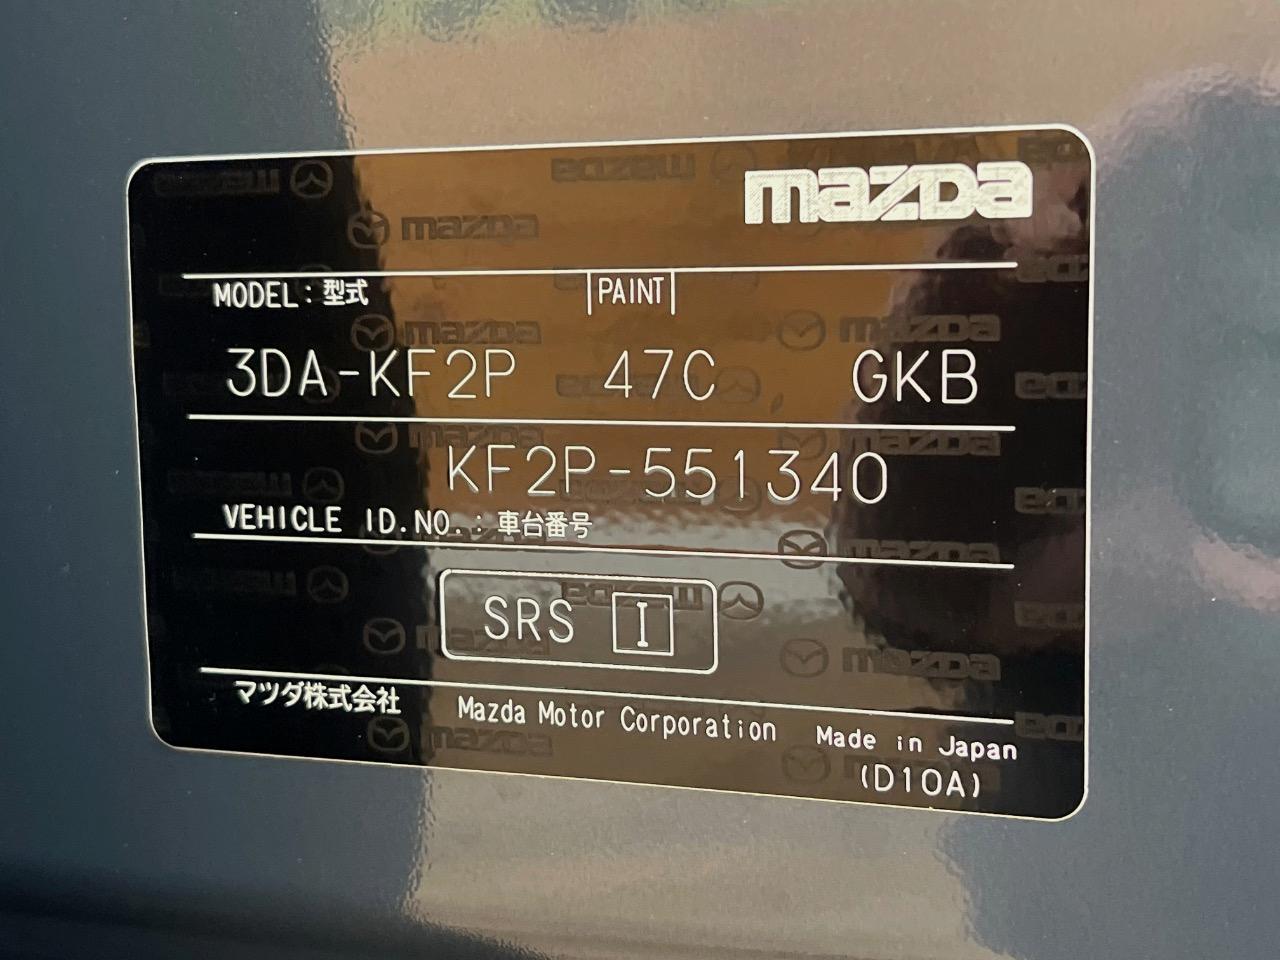 mazda
MODEL:型式 PAINT
3DA-KF2P 47C GKB
KF2P-551340
VEHICLE ID.NO.:車台番号
SRS I
マツダ株式会社 Mazda Motor Corporation Made in Japan
(D10A)